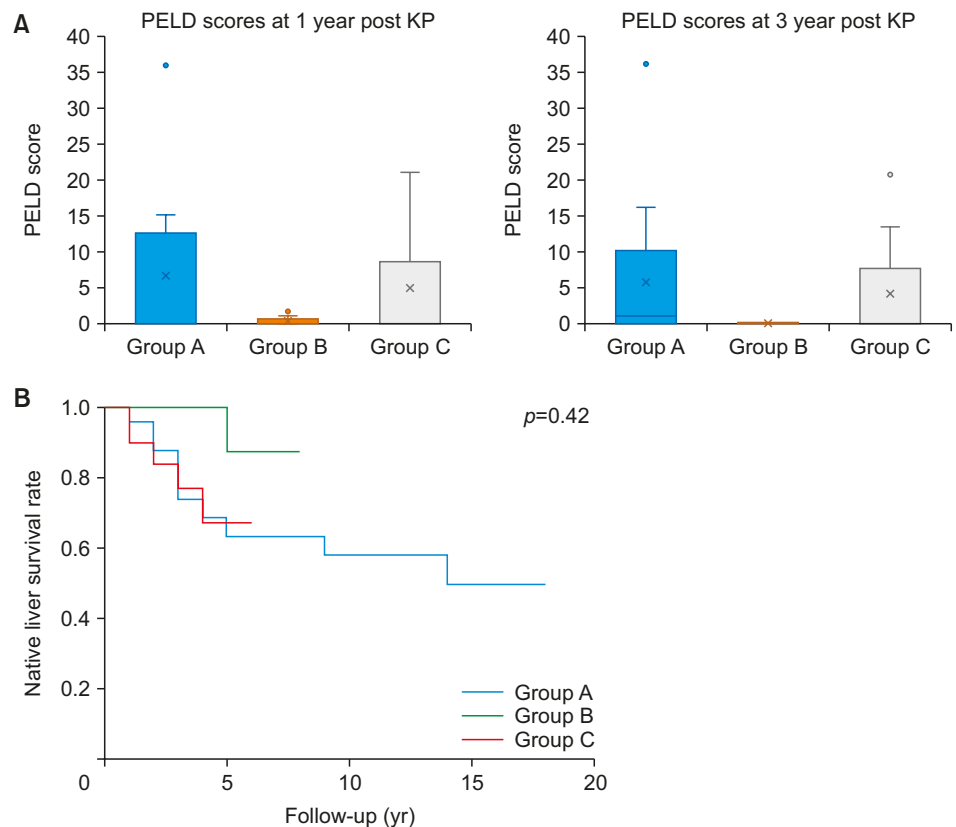 A
PELD scores at 1 year post KP
40
35
30
25
20
15
10
5
0
PELD score
Group A Group B Group C
PELD scores at 3 year post KP
40
35
30
25
20
15
10
5
0
PELD score
Group A Group B Group C
B
p=0.42
1.0
0.8
0.6
0.4
0.2
Native liver survival rate
Group A
Group B
Group C
0 5 10 15 20
Follow-up (yr)